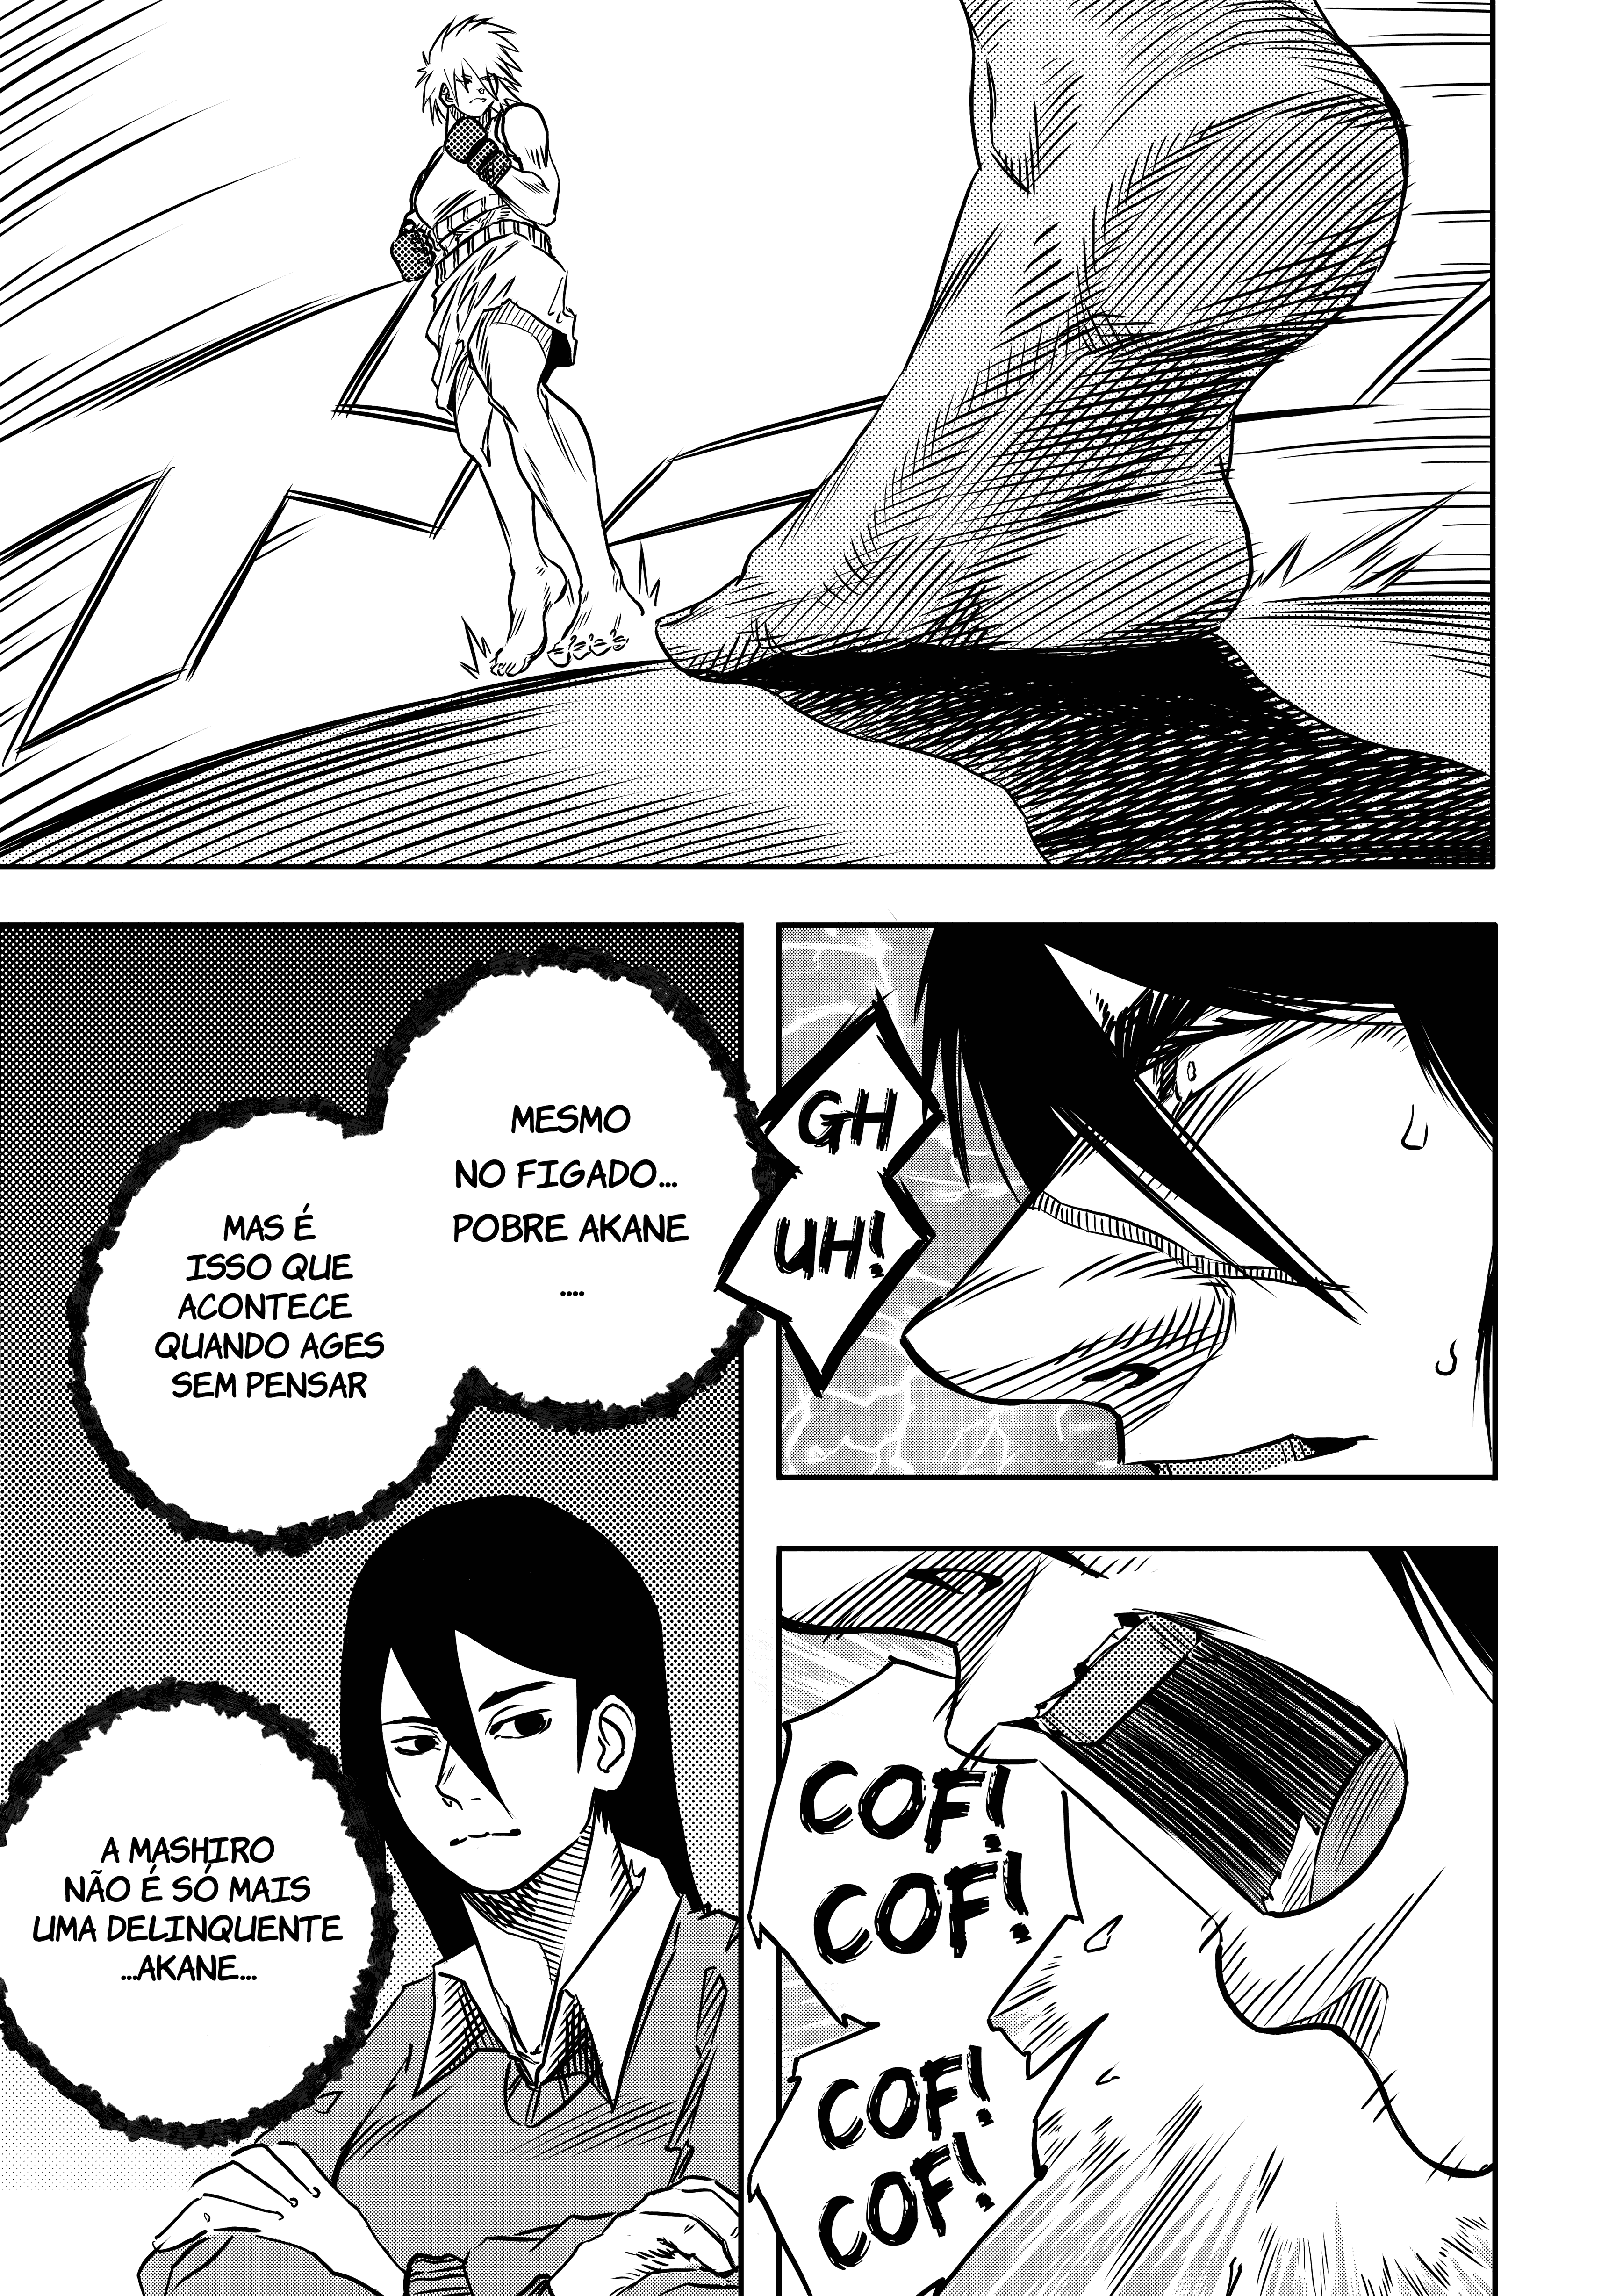 GH
UH!
COF!
COF!
COF!
COF!
MESMO
NO FIGADO...
POBRE AKANE
....
MAS É
ISSO QUE
ACONTECE
QUANDO AGES
SEM PENSAR
A MASHIRO
NÃO É SÓ MAIS
UMA DELINQUENTE
...AKANE...